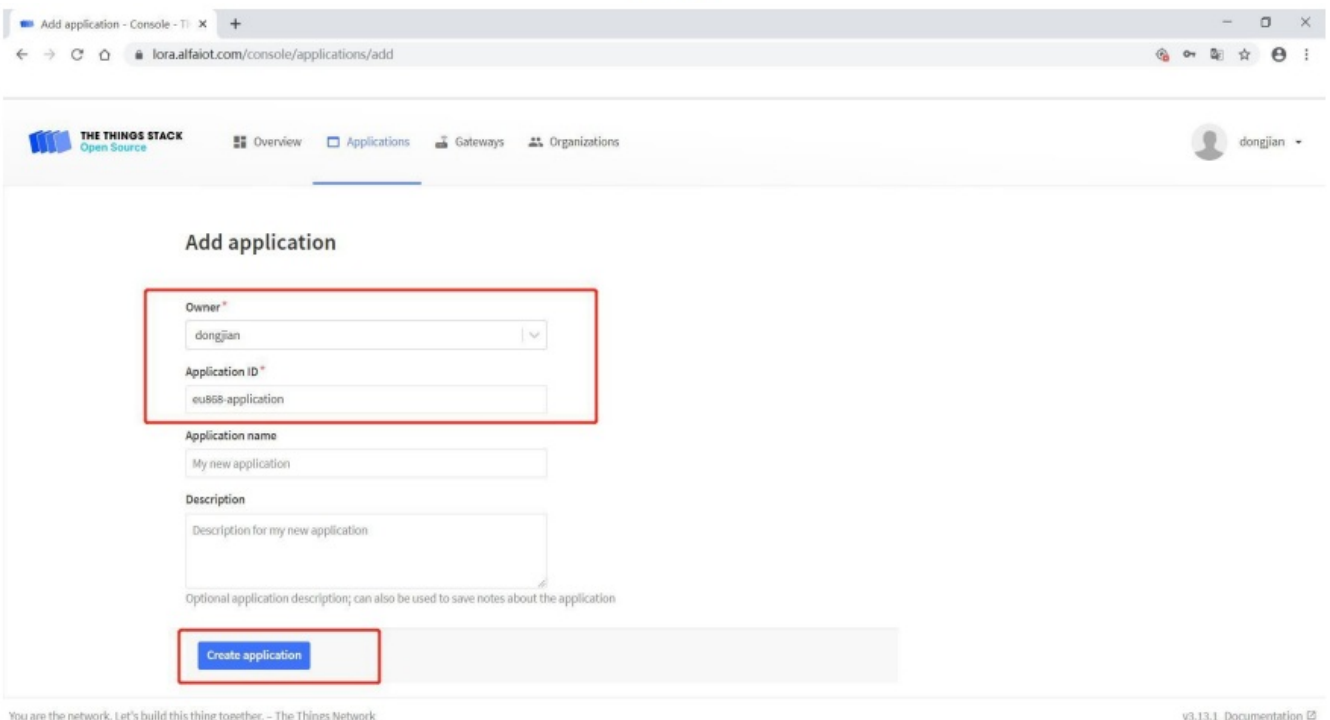 Add application - Console - Th
lora.alfaiot.com/console/applications/add
THE THINGS STACK
Open Source
Overview
Applications
Gateways
Organizations
dongjian
Add application
Owner*
dongjian
Application ID*
eu868-application
Application name
My new application
Description
Description for my new application
Optional application description; can also be used to save notes about the application
Create application
You are the network. Let's build this thing together. – The Things Network
v3.13.1 Documentation